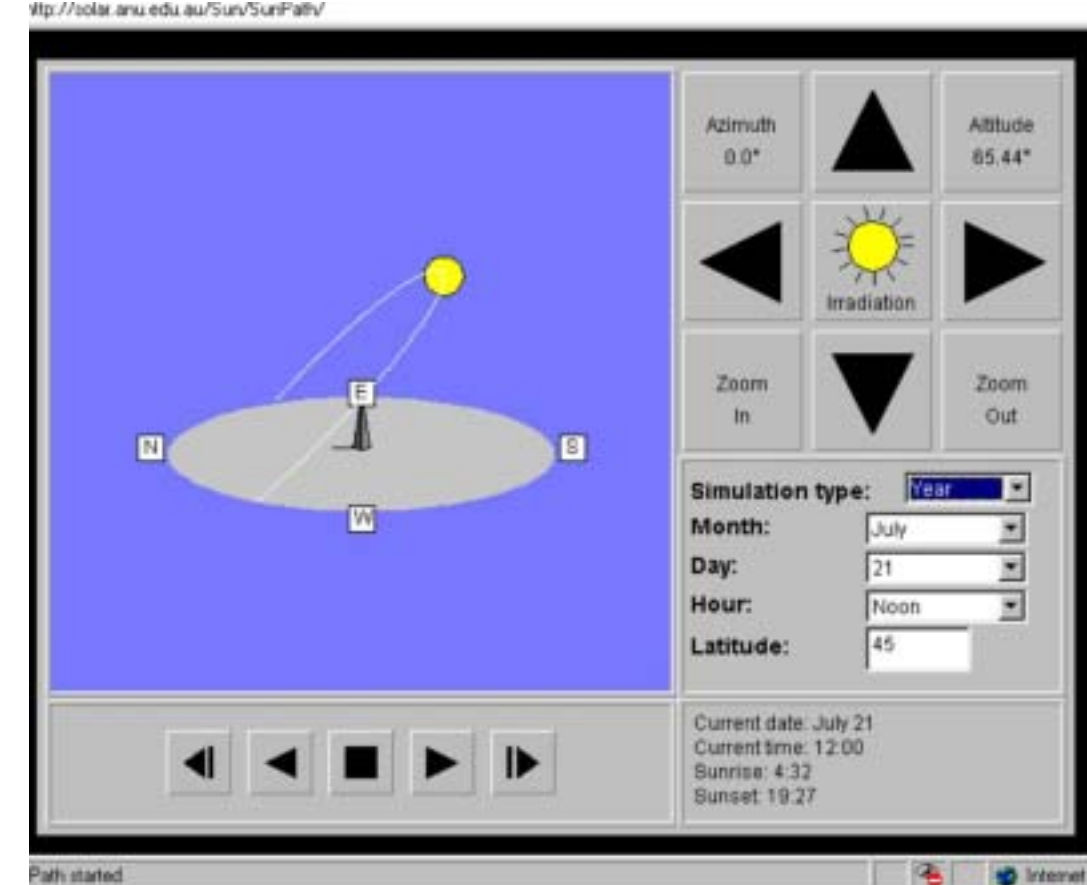 http://solar.anu.edu.au/Sun/SunPath/
Azimuth
0.0°
Altitude
65.44°
Irradiation
Zoom
In
Zoom
Out
E
N
S
W
Simulation type: Year
Month: July
Day: 21
Hour: Noon
Latitude: 45
Current date: July 21
Current time: 12:00
Sunrise: 4:32
Sunset: 19:27
Path started
Internet